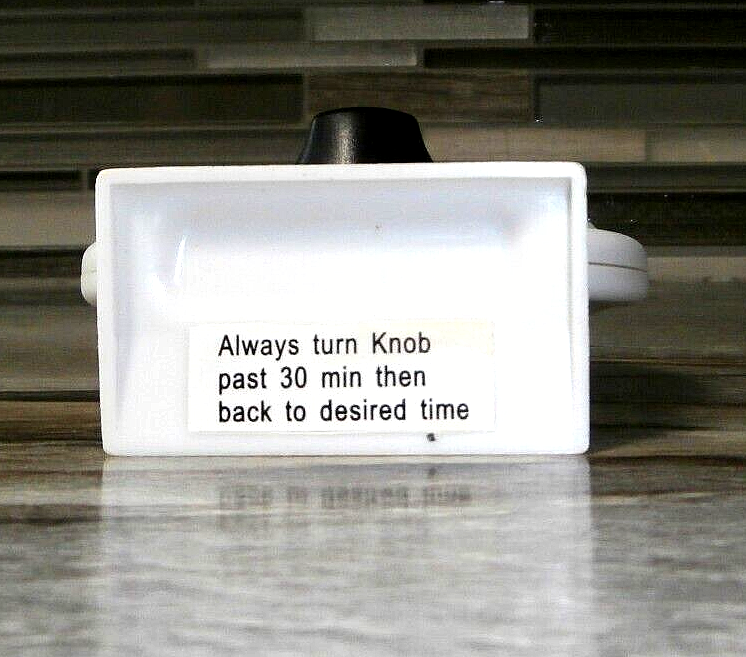 Always turn Knob
past 30 min then
back to desired time